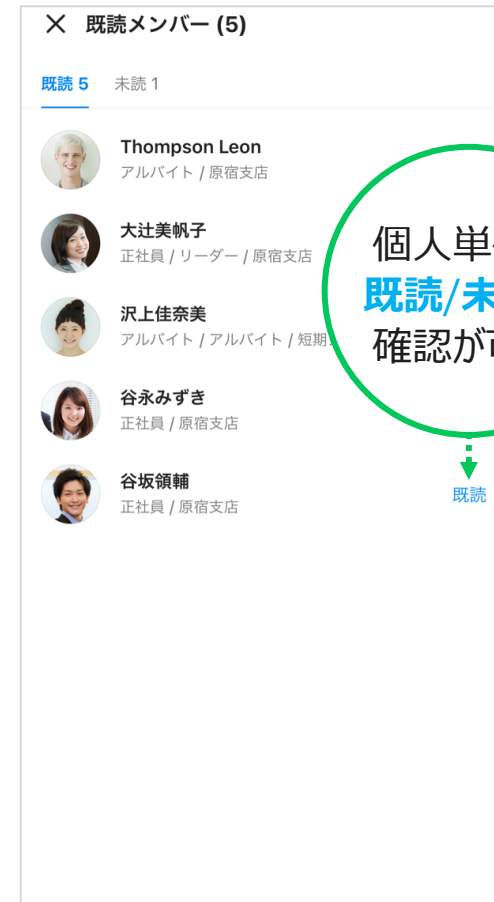 × 既読メンバー (5)
既読 5 未読 1
Thompson Leon
アルバイト / 原宿支店
大辻美帆子
正社員 / リーダー / 原宿支店
沢上佳奈美
アルバイト / アルバイト / 短期
谷永みずき
正社員 / 原宿支店
谷坂領輔
正社員 / 原宿支店
個人単
既読/未
確認が
既読